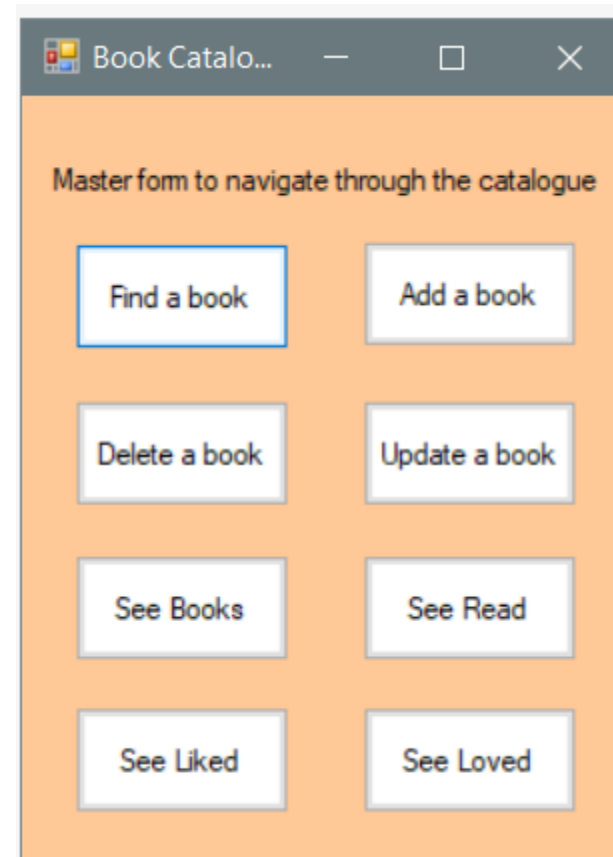 Book Catalo...
Master form to navigate through the catalogue
Find a book
Add a book
Delete a book
Update a book
See Books
See Read
See Liked
See Loved